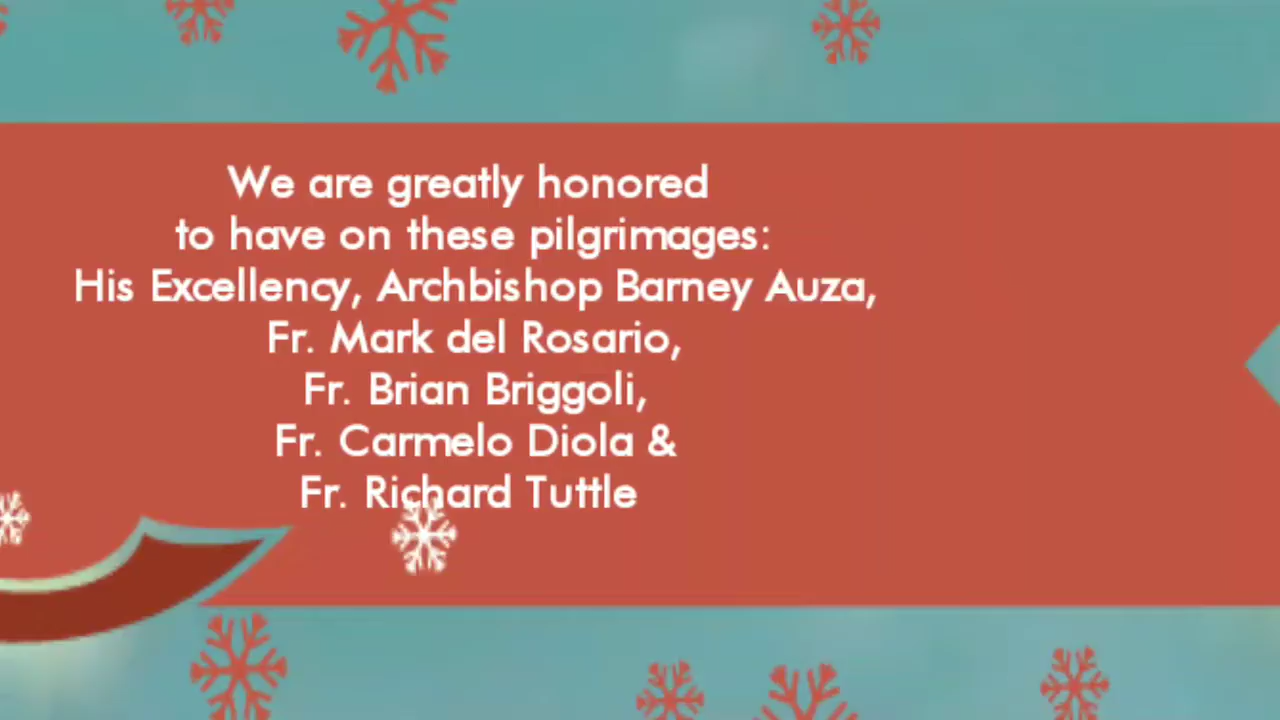 We are greatly honored
to have on these pilgrimages:
His Excellency, Archbishop Barney Auza,
Fr. Mark del Rosario,
Fr. Brian Briggoli,
Fr. Carmelo Diola &
Fr. Richard Tuttle